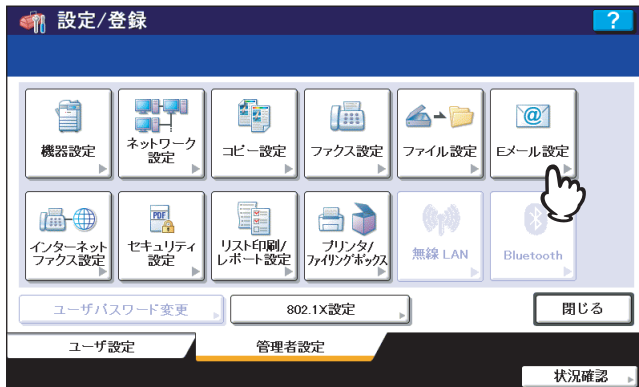 設定/登録
?
機器設定
ネットワーク
設定
コピー設定
ファクス設定
ファイル設定
@
Eメール設定
インターネット
ファクス設定
PDF
セキュリティ
設定
リスト印刷/
レポート設定
プリンタ/
ファイリングボックス
無線 LAN
Bluetooth
ユーザパスワード変更
802.1X設定
閉じる
ユーザ設定
管理者設定
状況確認